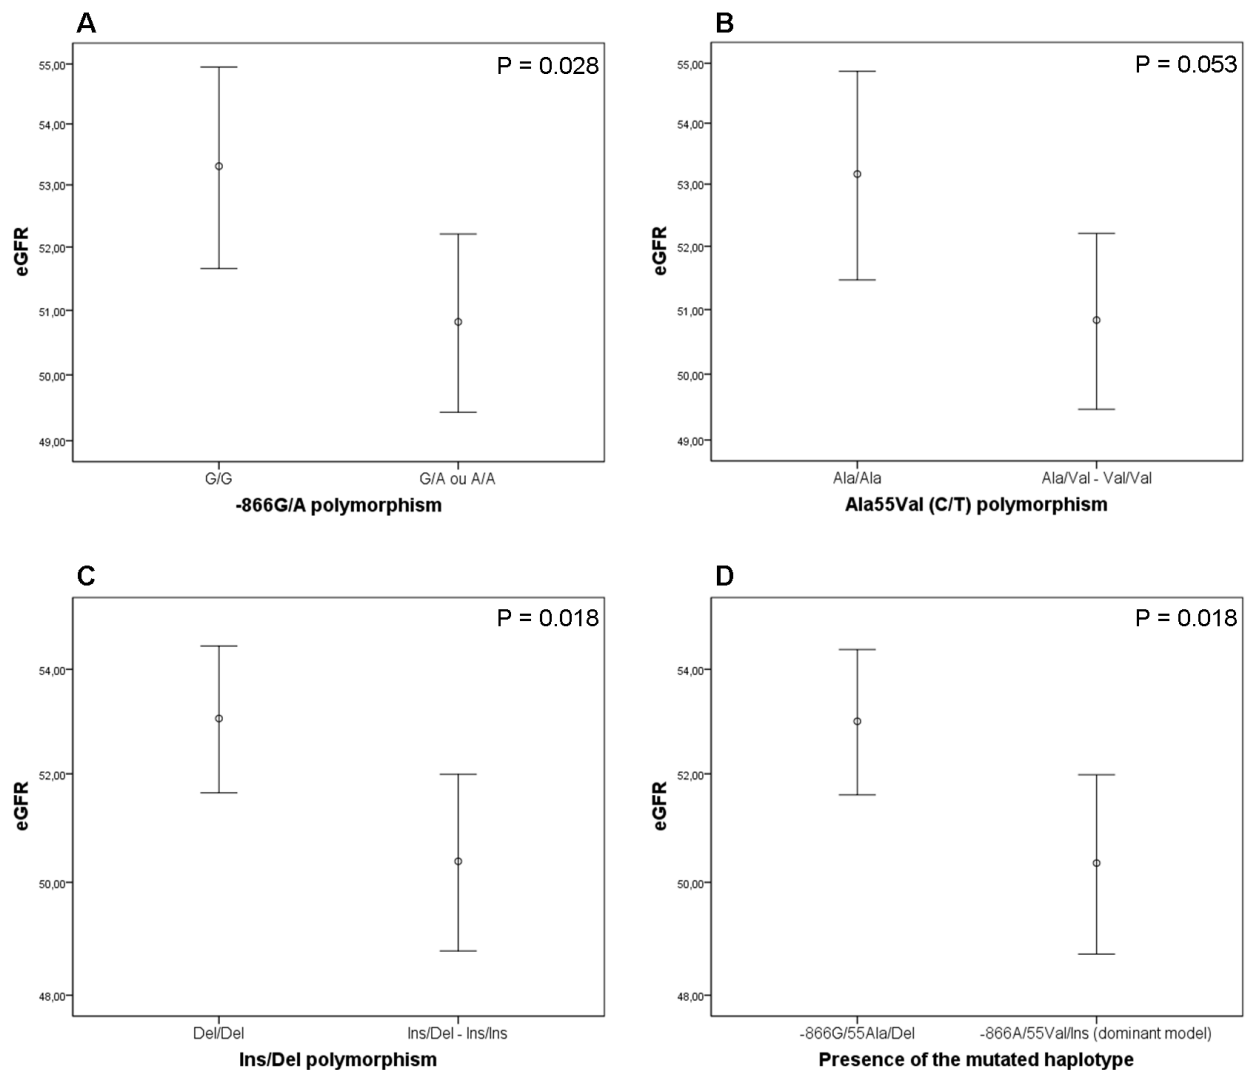 A
P = 0.028
eGFR
55,00
54,00
53,00
52,00
51,00
50,00
49,00
G/G
G/A ou A/A
-866G/A polymorphism
B
P = 0.053
eGFR
55,00
54,00
53,00
52,00
51,00
50,00
49,00
Ala/Ala
Ala/Val - Val/Val
Ala55Val (C/T) polymorphism
C
P = 0.018
eGFR
54,00
52,00
50,00
48,00
Del/Del
Ins/Del - Ins/Ins
Ins/Del polymorphism
D
P = 0.018
eGFR
54,00
52,00
50,00
48,00
-866G/55Ala/Del
-866A/55Val/Ins (dominant model)
Presence of the mutated haplotype